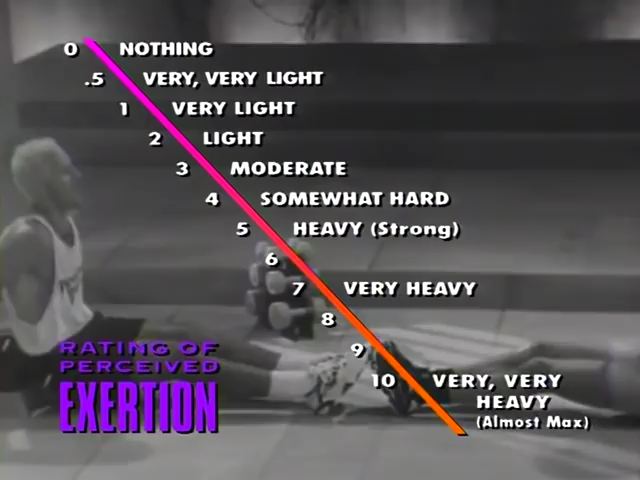 0 NOTHING
.5 VERY, VERY LIGHT
1 VERY LIGHT
2 LIGHT
3 MODERATE
4 SOMEWHAT HARD
5 HEAVY (Strong)
6
7 VERY HEAVY
8
9
10 VERY, VERY
HEAVY
(Almost Max)
RATING OF
PERCEIVED
EXERTION